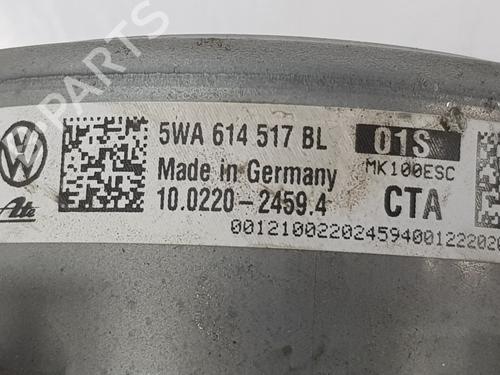 5WA 614 517 BL 01S
Made in Germany MK100ESC
10.0220-2459.4 CTA
Ate
B-PARTS